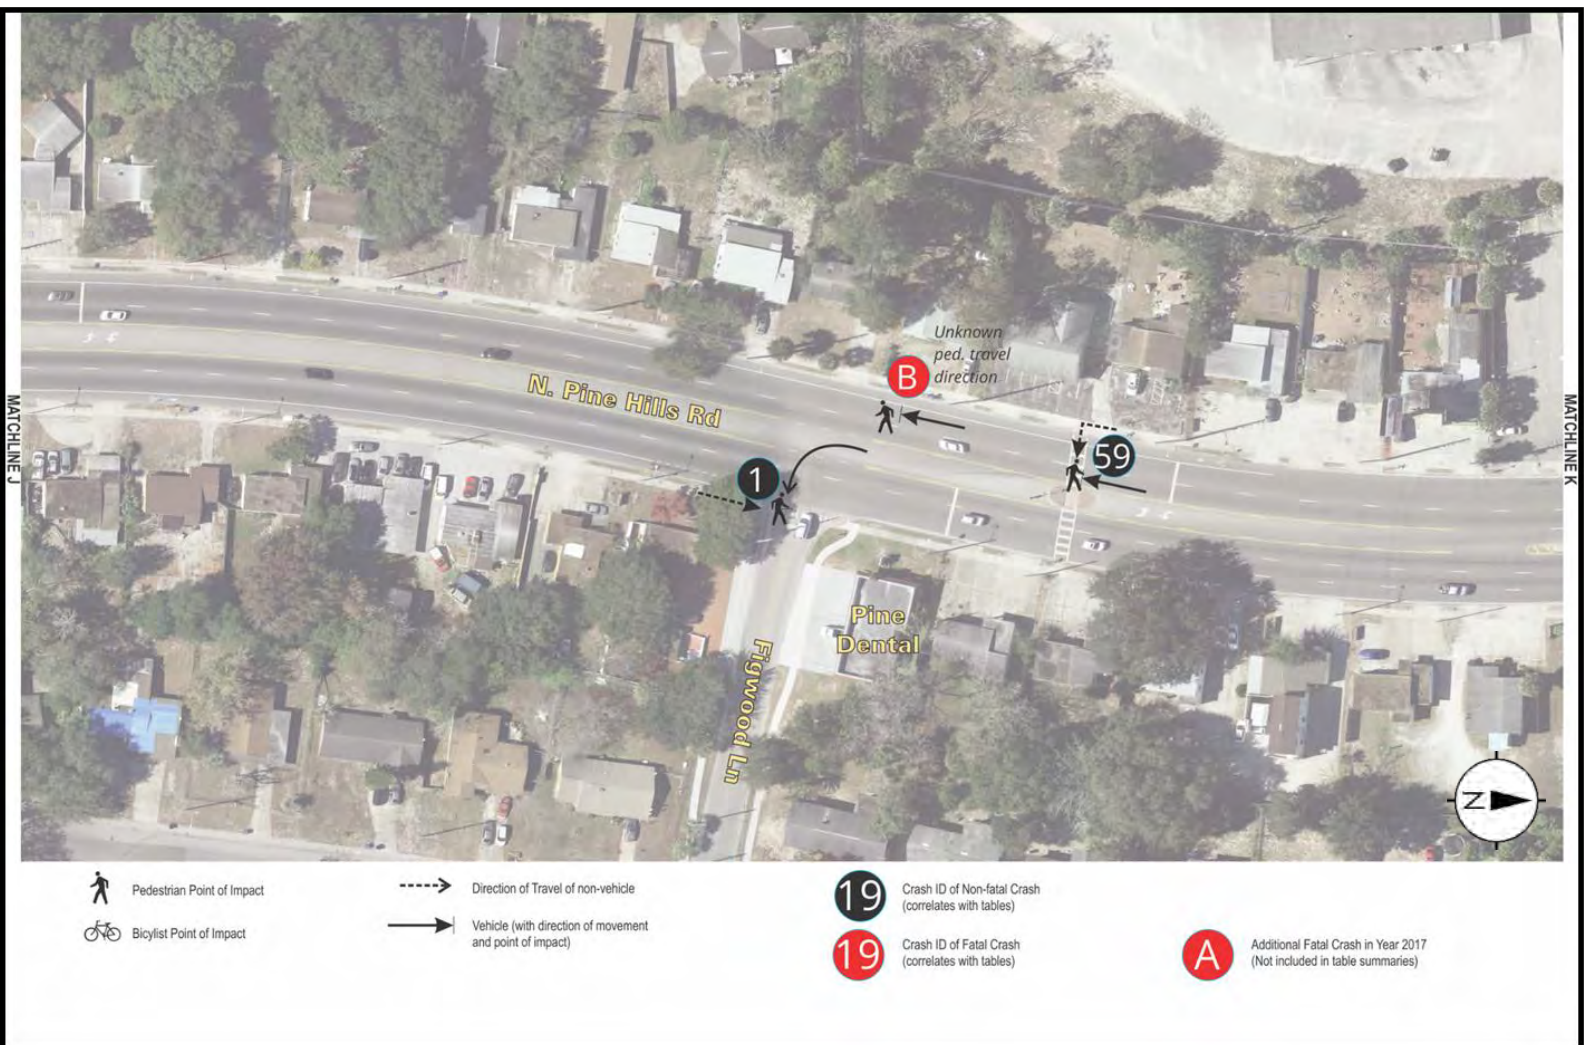 Unknown
ped. travel
direction
B
N. Pine Hills Rd
59
1
MATCHLINE J
MATCHLINE K
Pine
Dental
Figwood Ln
N
Pedestrian Point of Impact
Bicylist Point of Impact
Direction of Travel of non-vehicle
Vehicle (with direction of movement
and point of impact)
19
Crash ID of Non-fatal Crash
(correlates with tables)
19
Crash ID of Fatal Crash
(correlates with tables)
A
Additional Fatal Crash in Year 2017
(Not included in table summaries)